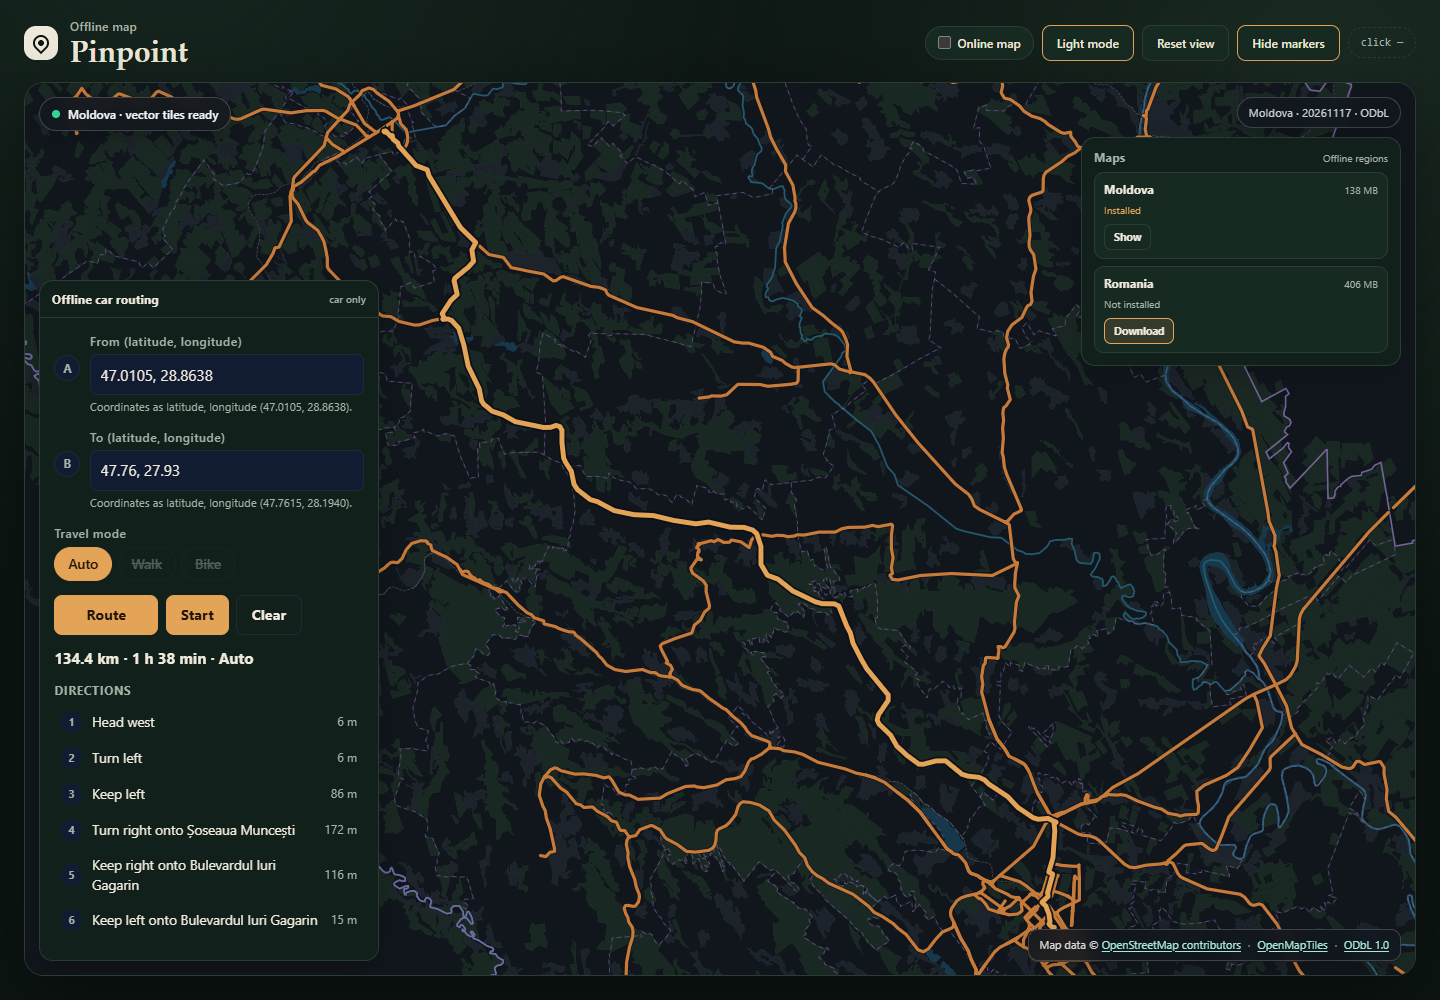 Offline map
Pinpoint
Online map
Light mode
Reset view
Hide markers
click —
Moldova · vector tiles ready
Moldova · 20261117 · ODbL
Maps
Offline regions
Moldova
138 MB
Installed
Show
Romania
406 MB
Not installed
Download
Offline car routing
car only
From (latitude, longitude)
A
47.0105, 28.8638
Coordinates as latitude, longitude (47.0105, 28.8638).
To (latitude, longitude)
B
47.76, 27.93
Coordinates as latitude, longitude (47.7615, 28.1940).
Travel mode
Auto
Walk
Bike
Route
Start
Clear
134.4 km · 1 h 38 min · Auto
DIRECTIONS
1 Head west 6 m
2 Turn left 6 m
3 Keep left 86 m
4 Turn right onto Șoseaua Muncești 172 m
5 Keep right onto Bulevardul Iuri
Gagarin 116 m
6 Keep left onto Bulevardul Iuri Gagarin 15 m
Map data © OpenStreetMap contributors · OpenMapTiles · ODbL 1.0